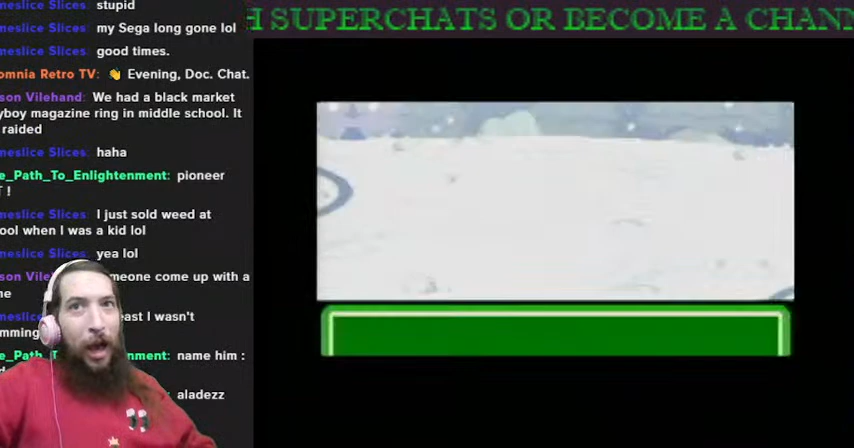 H SUPERCHATS OR BECOME A CHANN
meslice Slices: stupid
meslice Slices: my Sega long gone lol
meslice Slices: good times.
omnia Retro TV: 👏 Evening, Doc. Chat.
son Vilehand: We had a black market
yboy magazine ring in middle school. It
raided
meslice Slices: haha
e_Path_To_Enlightenment: pioneer
T !
meslice Slices: I just sold weed at
ool when I was a kid lol
meslice Slices: yea lol
son Vile meone come up with a
me
meslice east I wasn't
mming
e_Path_T nment: name him :
aladezz